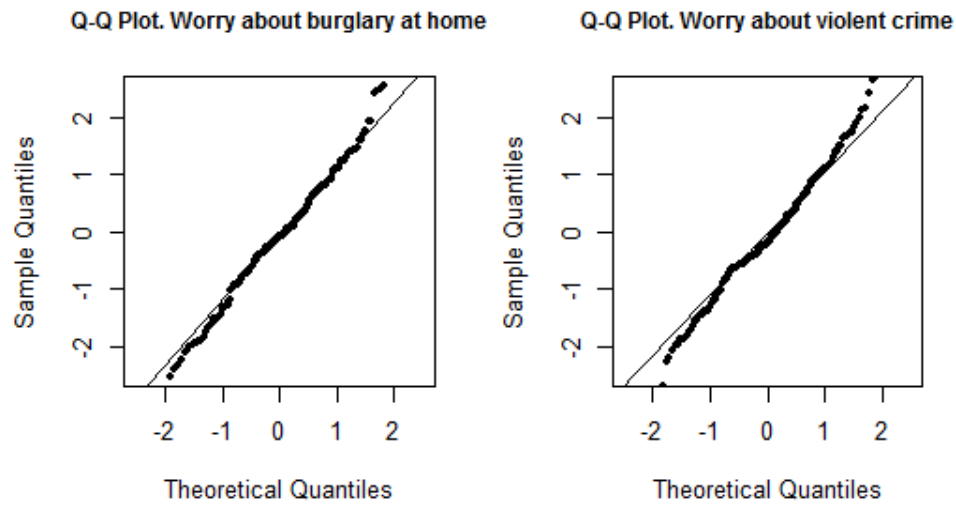 Q-Q Plot. Worry about burglary at home
2
1
0
-1
-2
Sample Quantiles
-2 -1 0 1 2
Theoretical Quantiles
Q-Q Plot. Worry about violent crime
2
1
0
-1
-2
Sample Quantiles
-2 -1 0 1 2
Theoretical Quantiles